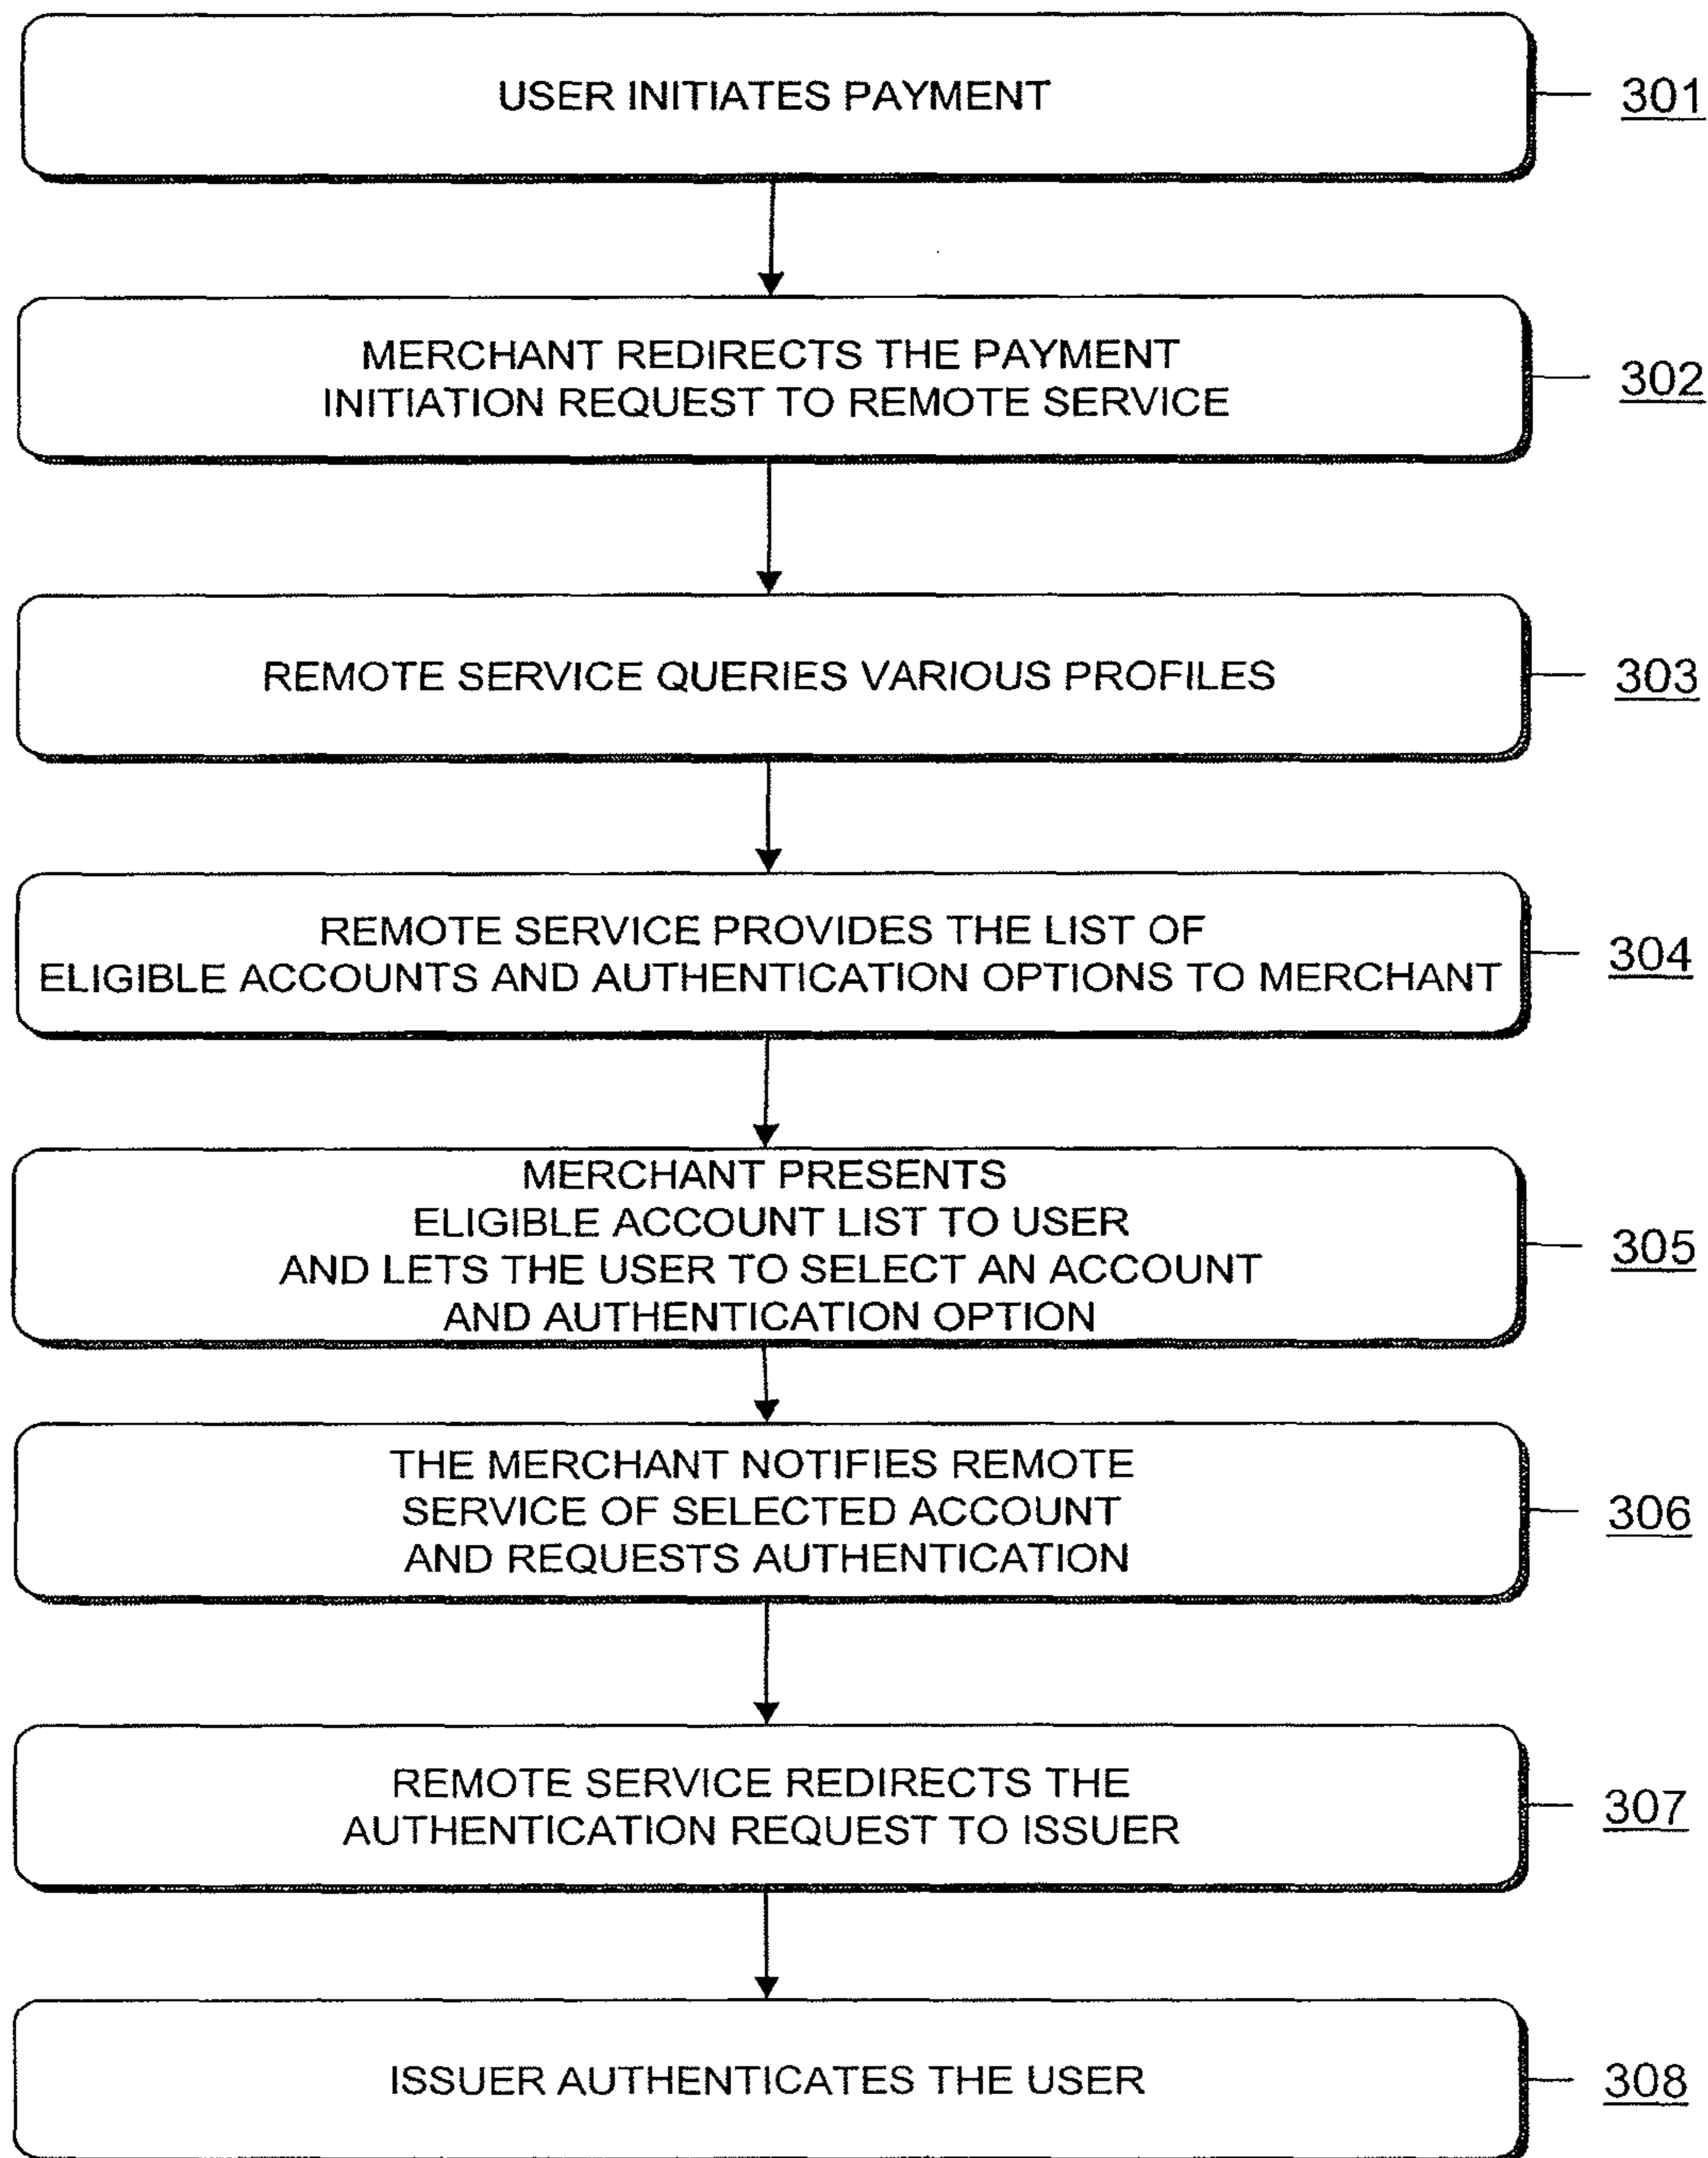 USER INITIATES PAYMENT
301
MERCHANT REDIRECTS THE PAYMENT
INITIATION REQUEST TO REMOTE SERVICE
302
REMOTE SERVICE QUERIES VARIOUS PROFILES
303
REMOTE SERVICE PROVIDES THE LIST OF
ELIGIBLE ACCOUNTS AND AUTHENTICATION OPTIONS TO MERCHANT
304
MERCHANT PRESENTS
ELIGIBLE ACCOUNT LIST TO USER
AND LETS THE USER TO SELECT AN ACCOUNT
AND AUTHENTICATION OPTION
305
THE MERCHANT NOTIFIES REMOTE
SERVICE OF SELECTED ACCOUNT
AND REQUESTS AUTHENTICATION
306
REMOTE SERVICE REDIRECTS THE
AUTHENTICATION REQUEST TO ISSUER
307
ISSUER AUTHENTICATES THE USER
308